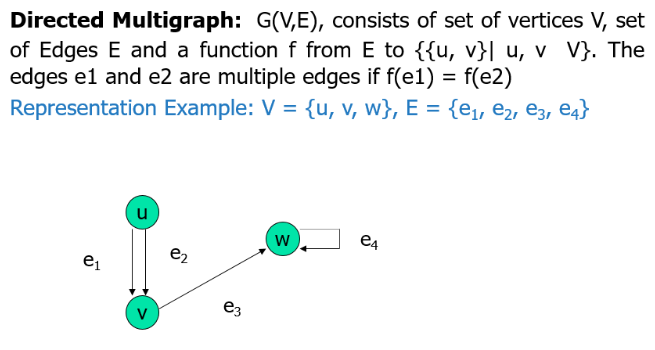 Directed Multigraph: G(V,E), consists of set of vertices V, set
of Edges E and a function f from E to {{u, v}| u, v V}. The
edges e1 and e2 are multiple edges if f(e1) = f(e2)
Representation Example: V = {u, v, w}, E = {e₁, e₂, e₃, e₄}
u
w
e₄
e₁
e₂
v
e₃